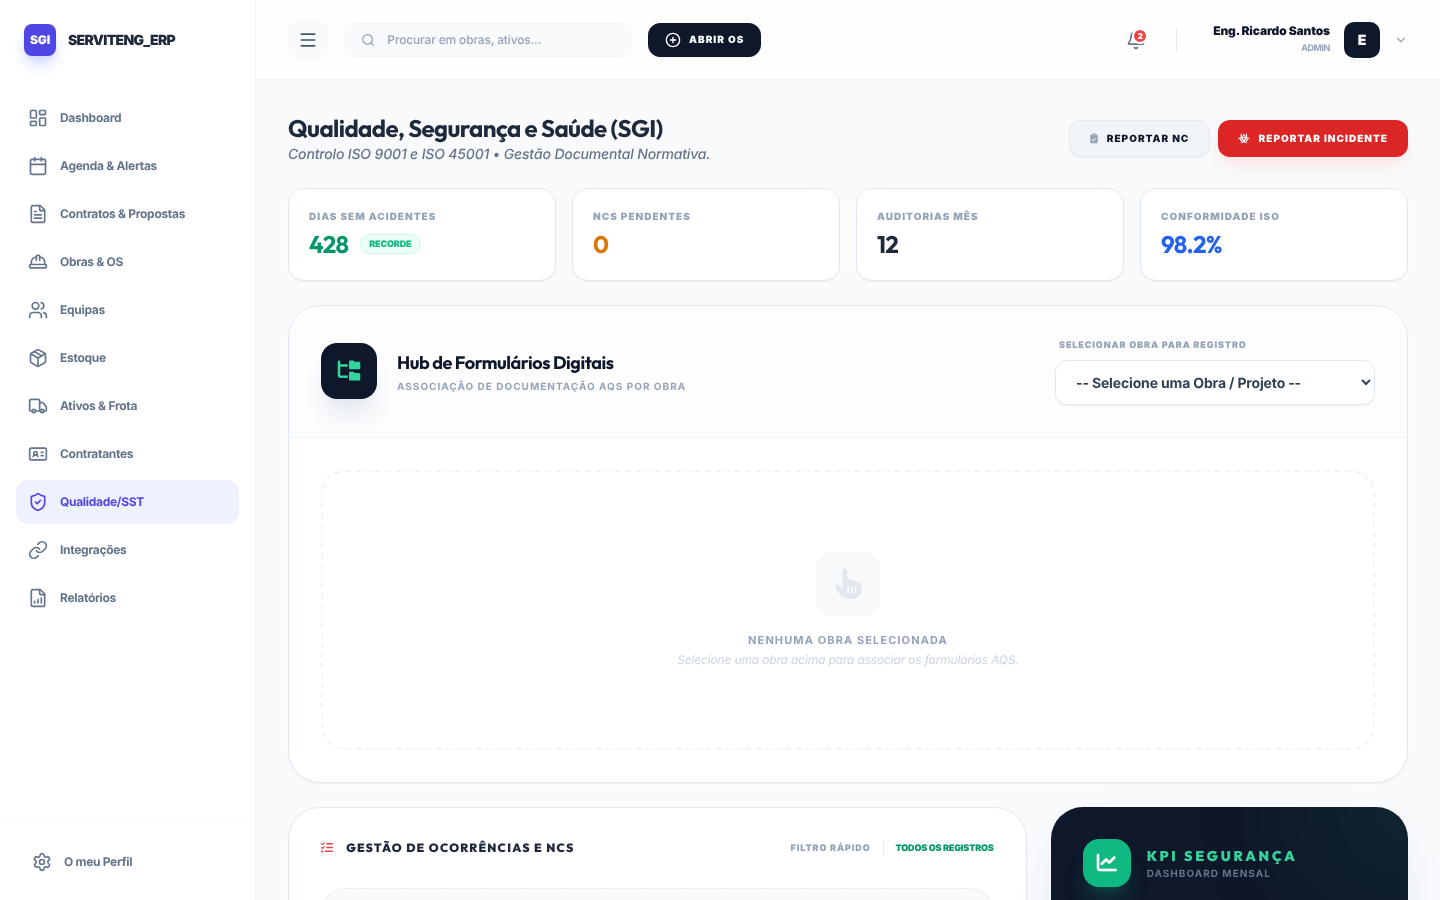 SGI SERVITENG_ERP
Dashboard
Agenda & Alertas
Contratos & Propostas
Obras & OS
Equipas
Estoque
Ativos & Frota
Contratantes
Qualidade/SST
Integrações
Relatórios
O meu Perfil
Procurar em obras, ativos...
ABRIR OS
2
Eng. Ricardo Santos
ADMIN
E
Qualidade, Segurança e Saúde (SGI)
Controlo ISO 9001 e ISO 45001 • Gestão Documental Normativa.
REPORTAR NC
REPORTAR INCIDENTE
DIAS SEM ACIDENTES
428 RECORDE
NCS PENDENTES
0
AUDITORIAS MÊS
12
CONFORMIDADE ISO
98.2%
Hub de Formulários Digitais
ASSOCIAÇÃO DE DOCUMENTAÇÃO AQS POR OBRA
SELECIONAR OBRA PARA REGISTRO
-- Selecione uma Obra / Projeto --
NENHUMA OBRA SELECIONADA
Selecione uma obra acima para associar os formulários AQS.
GESTÃO DE OCORRÊNCIAS E NCS
FILTRO RÁPIDO
TODOS OS REGISTROS
KPI SEGURANÇA
DASHBOARD MENSAL